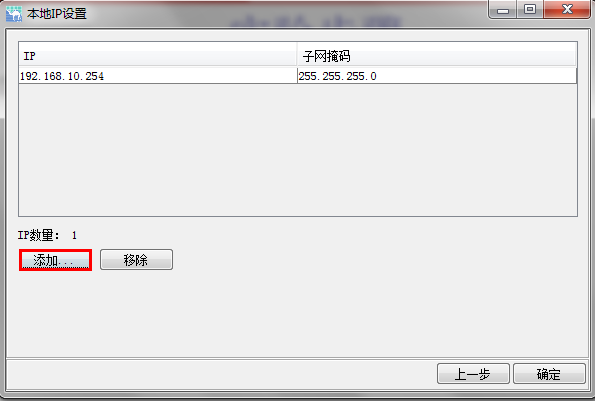 本地IP设置
IP 子网掩码
192.168.10.254 255.255.255.0
IP数量： 1
添加... 移除
上一步 确定